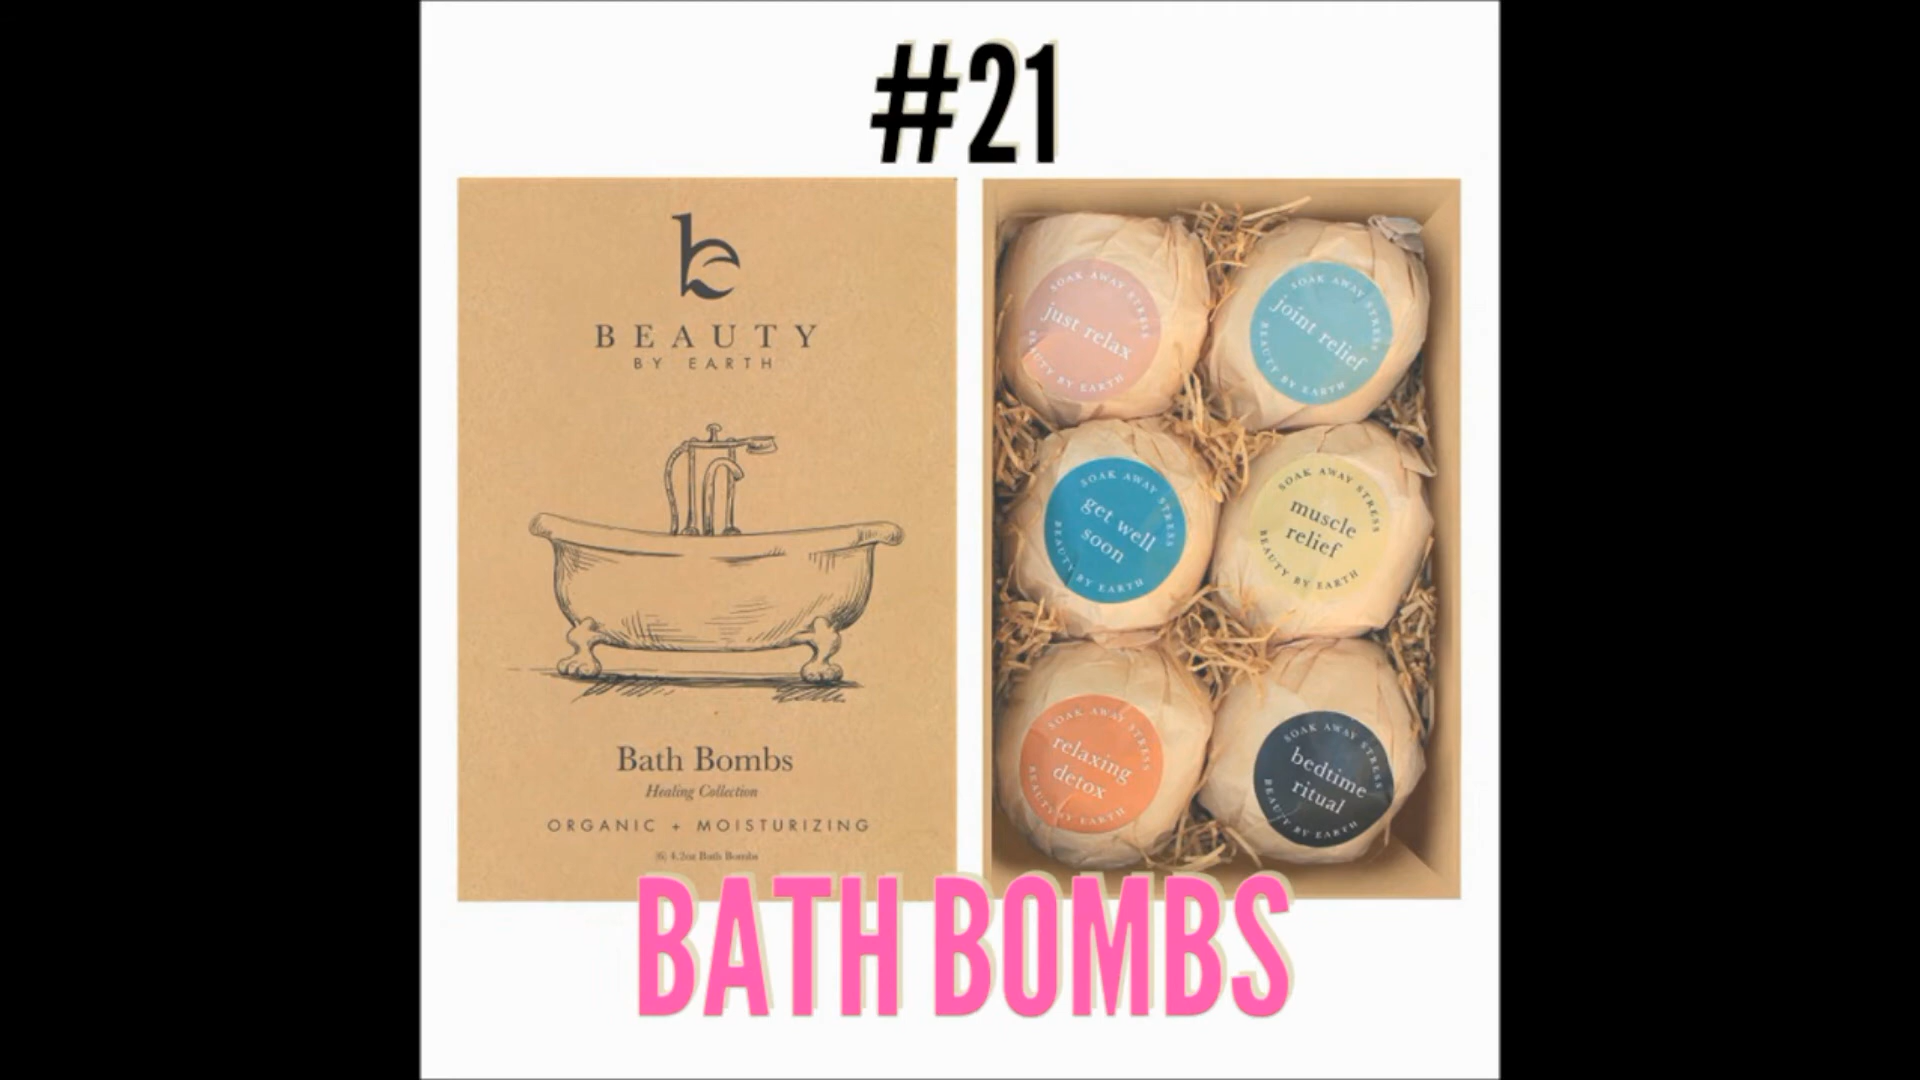 #21
BEAUTY
BY EARTH
Bath Bombs
Healing Collection
ORGANIC + MOISTURIZING
Bath Bombs
SOAK AWAY STRESS
just relax
BEAUTY BY EARTH
SOAK AWAY STRESS
joint relief
BEAUTY BY EARTH
SOAK AWAY STRESS
get well
soon
BEAUTY BY EARTH
SOAK AWAY STRESS
muscle
relief
BEAUTY BY EARTH
SOAK AWAY STRESS
relaxing
detox
BEAUTY BY EARTH
SOAK AWAY STRESS
bedtime
ritual
BEAUTY BY EARTH
BATH BOMBS